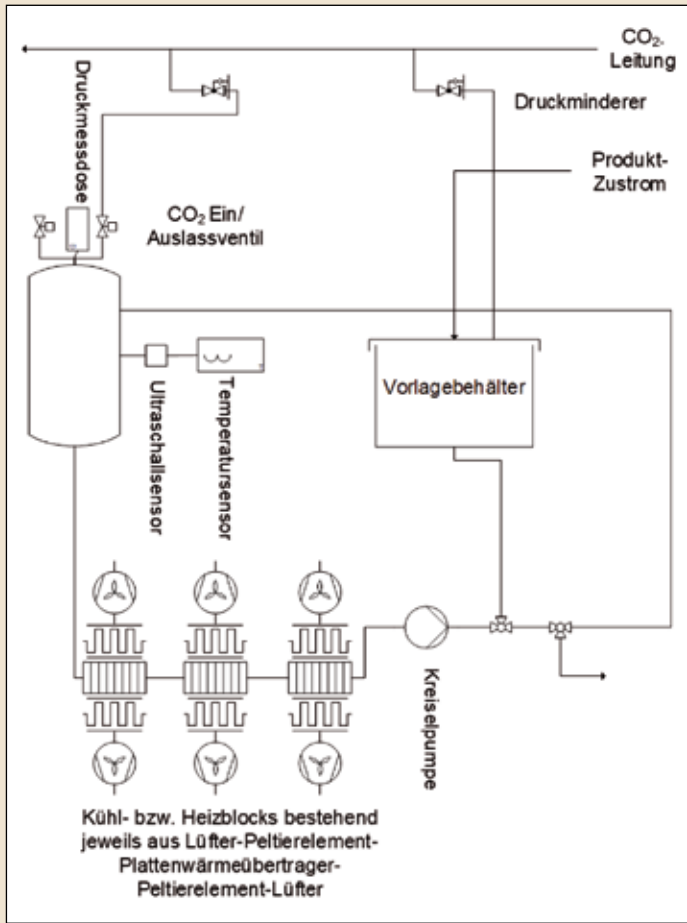 CO₂-
Leitung
Druckmessdose
Druckminderer
Produkt-
Zustrom
CO₂ Ein/
Auslassventil
Vorlagebehälter
Ultraschallsensor
Temperatursensor
Kreiselpumpe
Kühl- bzw. Heizblocks bestehend
jeweils aus Lüfter-Peltierelement-
Plattenwärmeübertrager-
Peltierelement-Lüfter